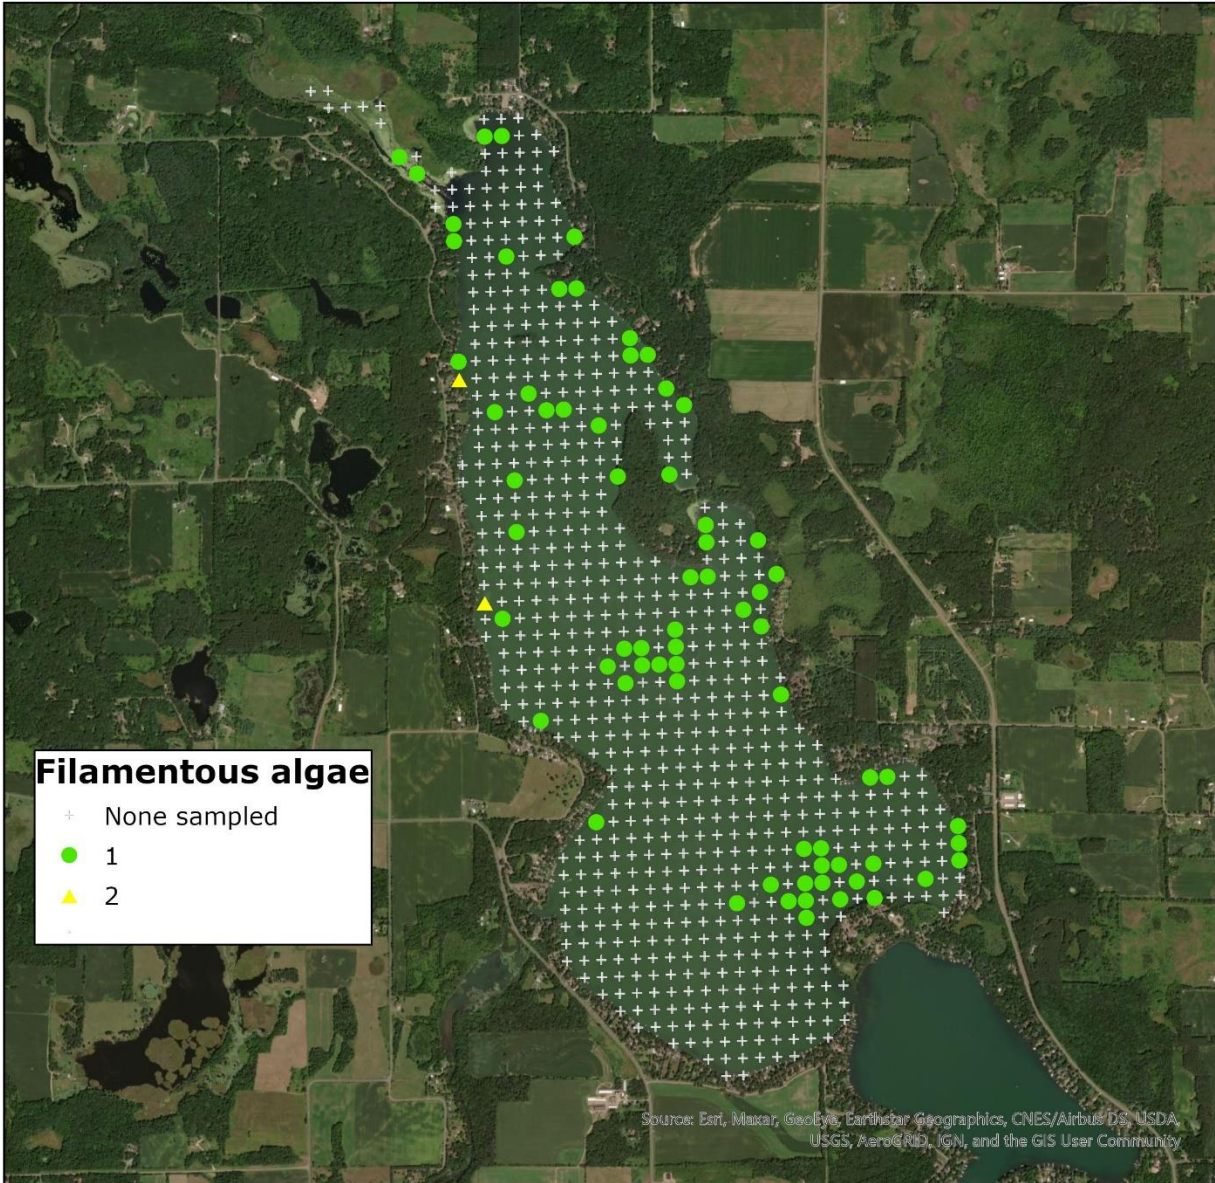 Filamentous algae
None sampled
1
2
Source: Esri, Maxar, GeoEye, Earthstar Geographics, CNES/Airbus DS, USDA,
USGS, AeroGRID, IGN, and the GIS User Community